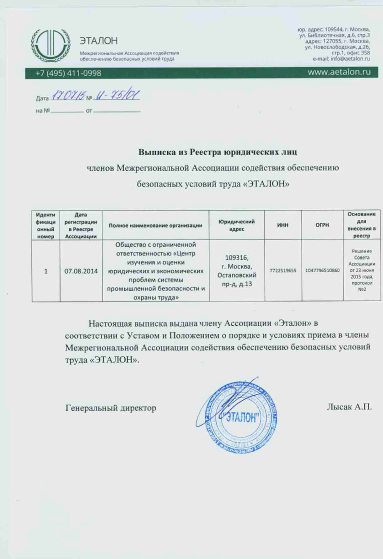 ЭТАЛОН
Межрегиональная Ассоциация содействия
обеспечению безопасных условий труда
юр. адрес 109544, г. Москва,
ул. Библиотечная, д.6, стр.3
адрес: 127055, г. Москва,
ул. Новослободская, д.26,
стр.1, офис 358
e-mail: info@aetalon.ru
+7 (495) 411-0998
www.aetalon.ru
Дата 17.07.15 № И-75/01
на № от
Выписка из Реестра юридических лиц
членов Межрегиональной Ассоциации содействия обеспечению
безопасных условий труда «ЭТАЛОН»
Иденти
фикаци
онный
номер
Дата
регистрации
в Реестре
Ассоциации
Полное наименование организации
Юридический
адрес
ИНН
ОГРН
Основание
для
внесения в
реестр
1
07.08.2014
Общество с ограниченной
ответственностью «Центр
изучения и оценки
юридических и экономических
проблем системы
промышленной безопасности и
охраны труда»
109316,
г. Москва,
Остаповский
пр-д, д.13
7722519655
1047796510860
Решение
Совета
Ассоциации
от 23 июня
2015 года,
протокол
№2
Настоящая выписка выдана члену Ассоциации «Эталон» в
соответствии с Уставом и Положением о порядке и условиях приема в члены
Межрегиональной Ассоциации содействия обеспечению безопасных условий
труда «ЭТАЛОН».
Генеральный директор
Лысак А.П.
"ЭТАЛОН"